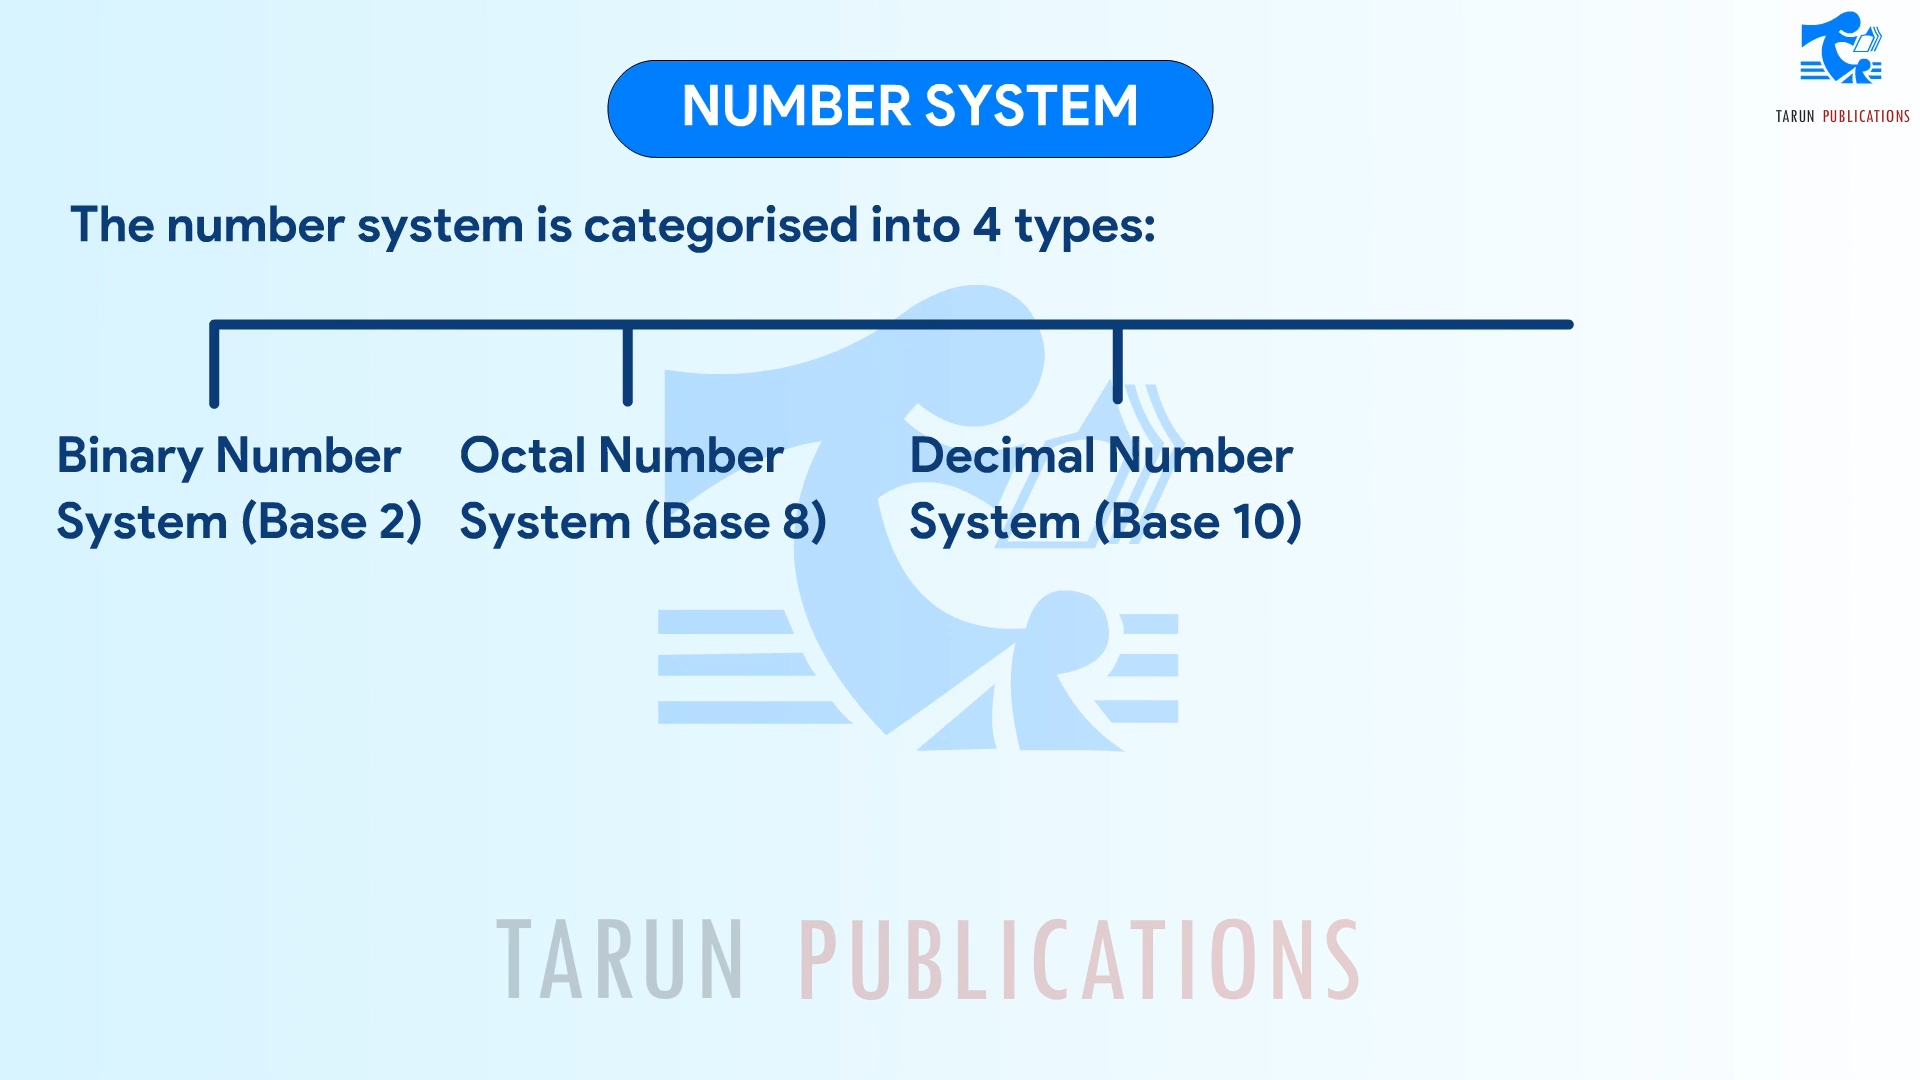 NUMBER SYSTEM
TARUN PUBLICATIONS
The number system is categorised into 4 types:
Binary Number
System (Base 2)
Octal Number
System (Base 8)
Decimal Number
System (Base 10)
TARUN PUBLICATIONS